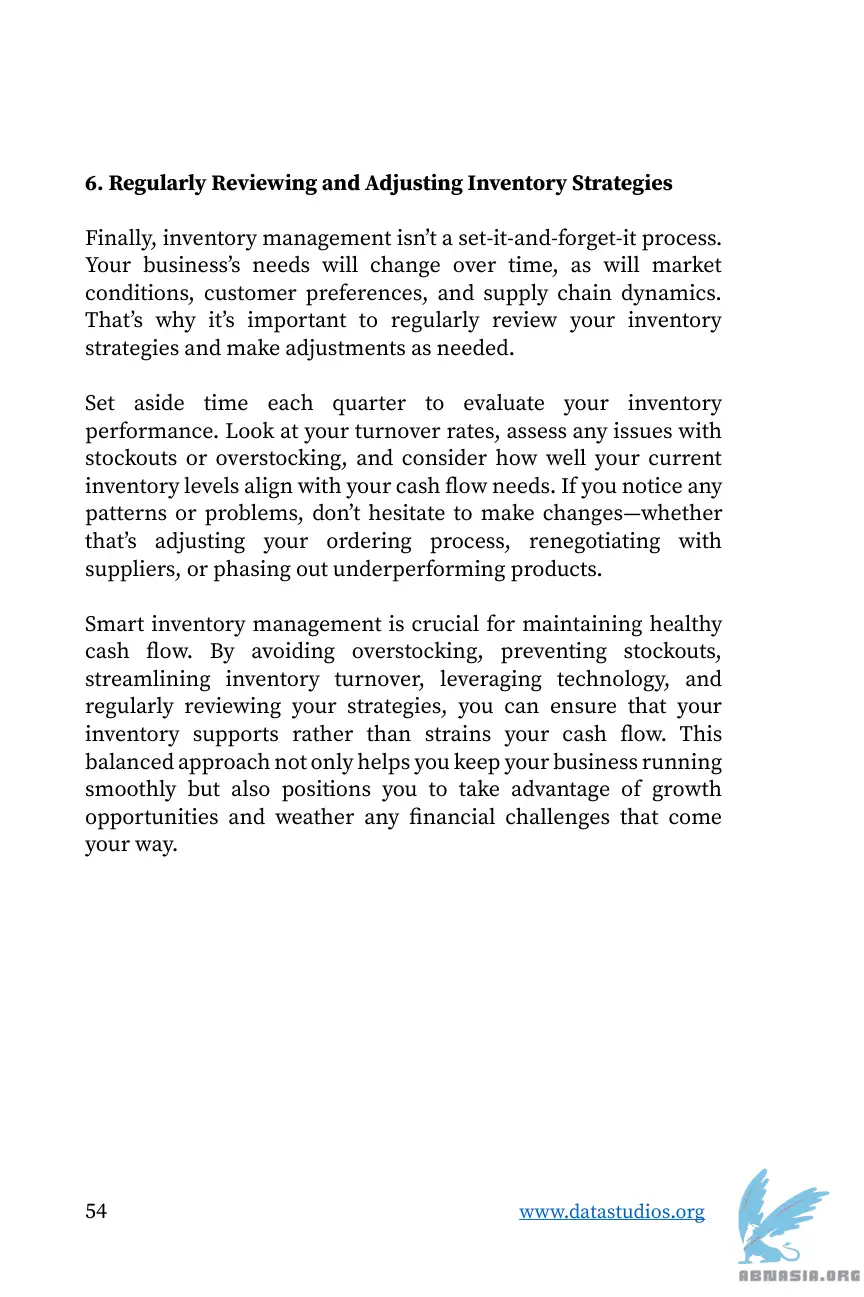 6. Regularly Reviewing and Adjusting Inventory Strategies
Finally, inventory management isn’t a set-it-and-forget-it process.
Your business’s needs will change over time, as will market
conditions, customer preferences, and supply chain dynamics.
That’s why it’s important to regularly review your inventory
strategies and make adjustments as needed.
Set aside time each quarter to evaluate your inventory
performance. Look at your turnover rates, assess any issues with
stockouts or overstocking, and consider how well your current
inventory levels align with your cash flow needs. If you notice any
patterns or problems, don’t hesitate to make changes—whether
that’s adjusting your ordering process, renegotiating with
suppliers, or phasing out underperforming products.
Smart inventory management is crucial for maintaining healthy
cash flow. By avoiding overstocking, preventing stockouts,
streamlining inventory turnover, leveraging technology, and
regularly reviewing your strategies, you can ensure that your
inventory supports rather than strains your cash flow. This
balanced approach not only helps you keep your business running
smoothly but also positions you to take advantage of growth
opportunities and weather any financial challenges that come
your way.
54 www.datastudios.org
ABNASIA.ORG